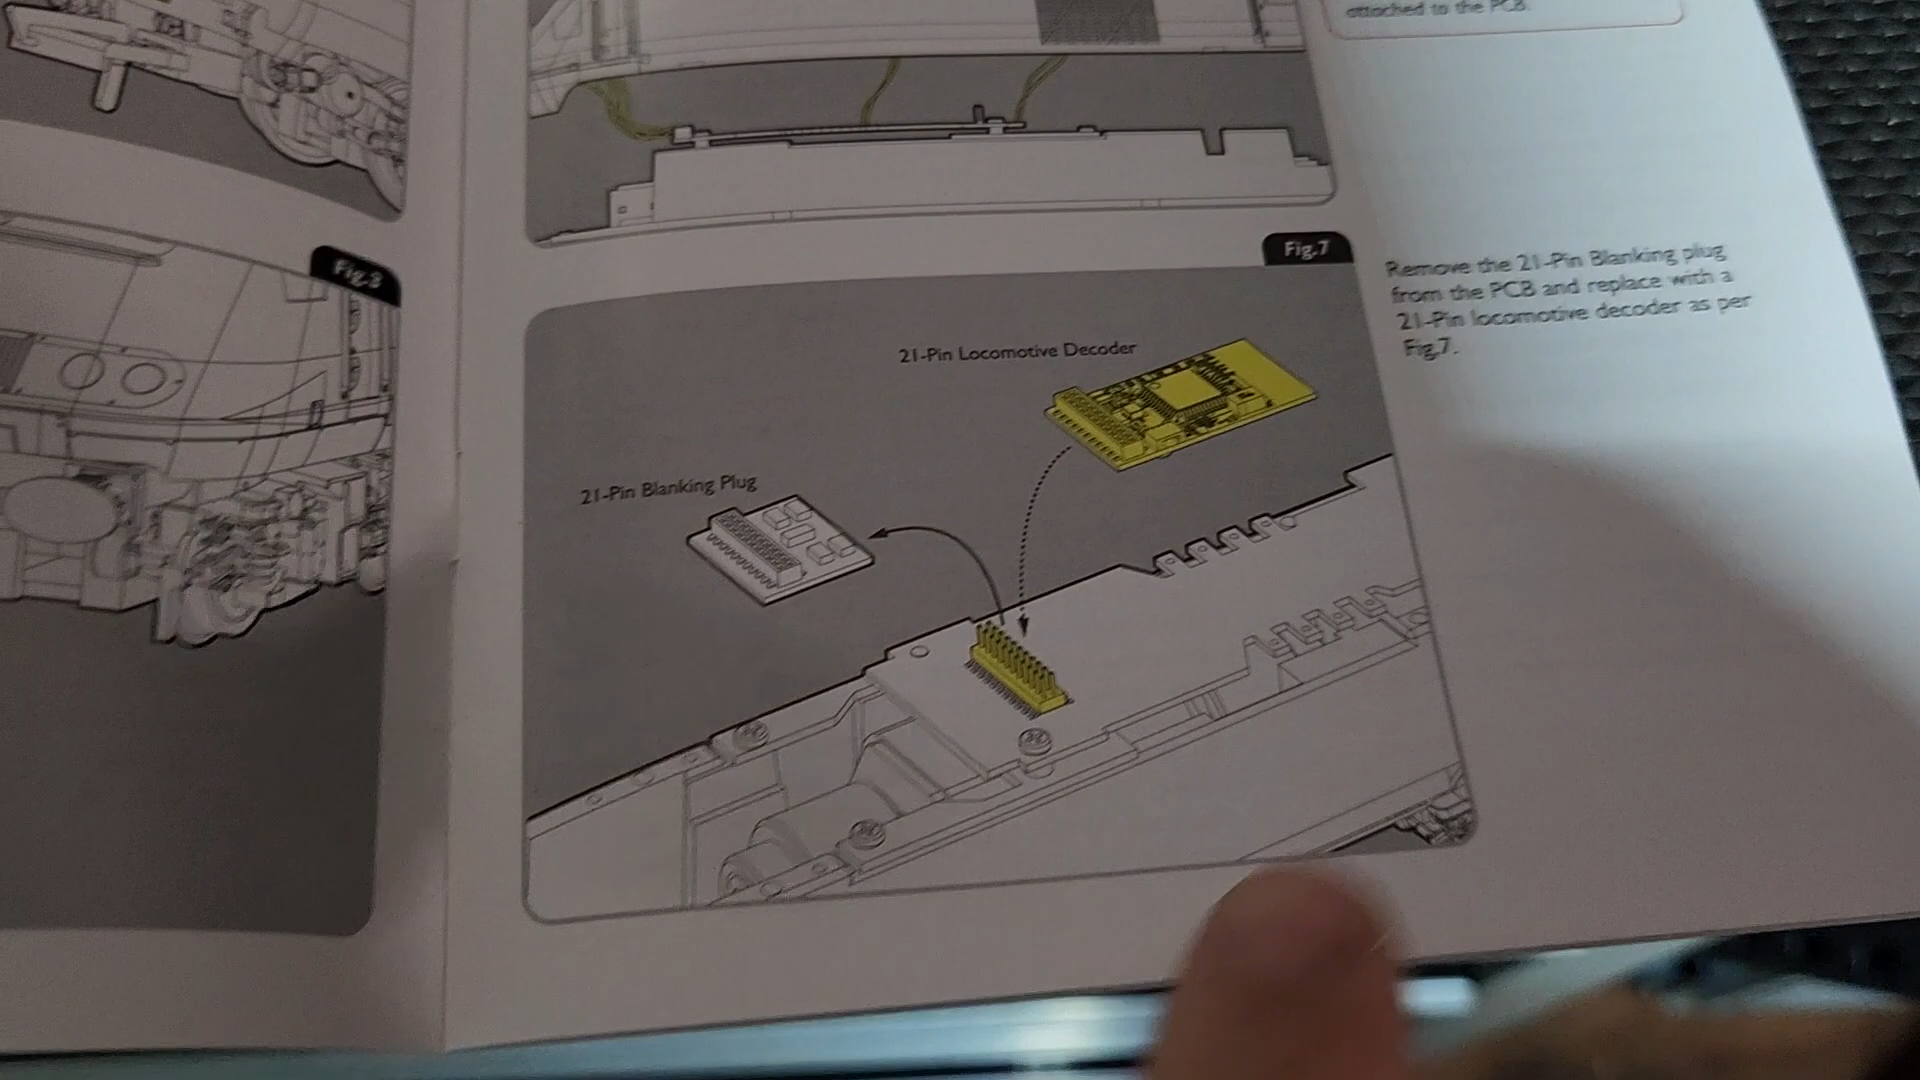 attached to the PCB.
Fig.3
Fig.7
Remove the 21-Pin Blanking plug
from the PCB and replace with a
21-Pin locomotive decoder as per
Fig.7.
21-Pin Locomotive Decoder
21-Pin Blanking Plug